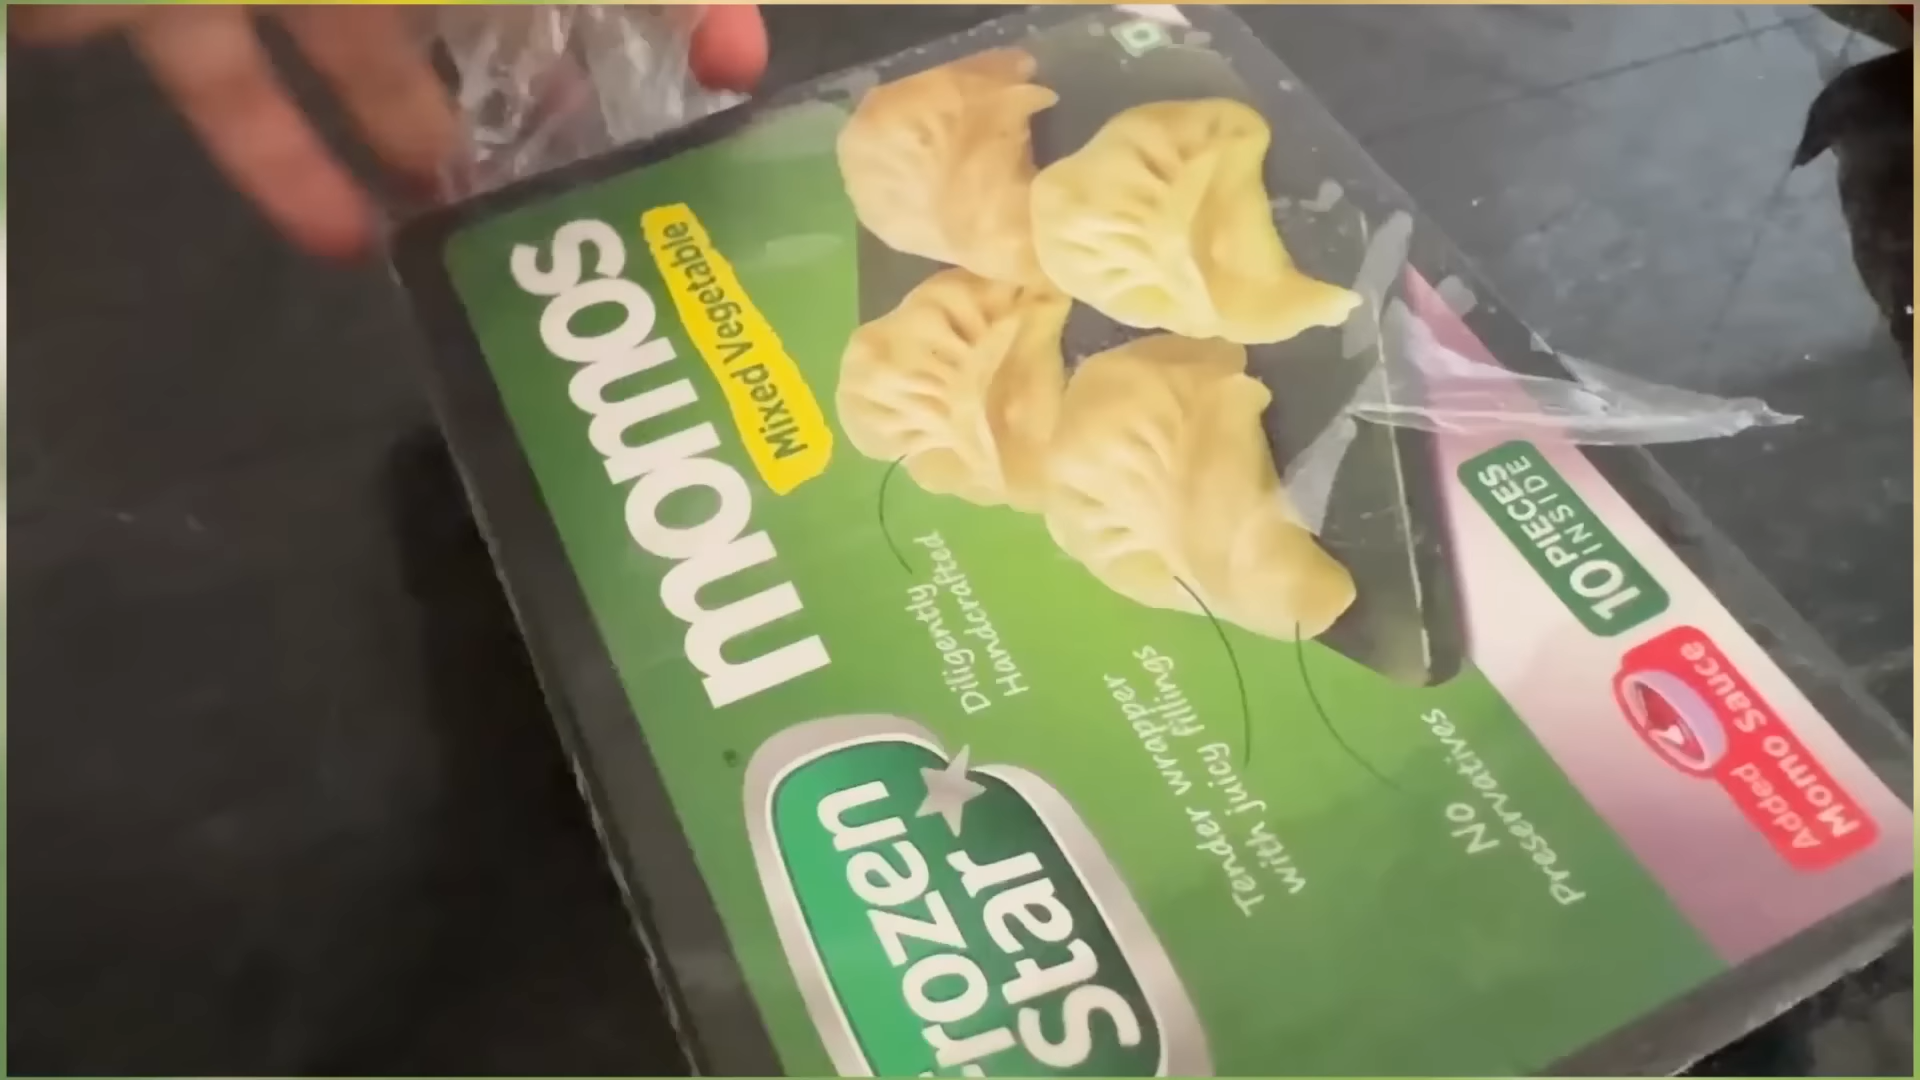 Frozen
Star
momos
Mixed Vegetable
Diligently
Handcrafted
Tender wrapper
with juicy fillings
No
Preservatives
10 PIECES
INSIDE
Added
Momo Sauce